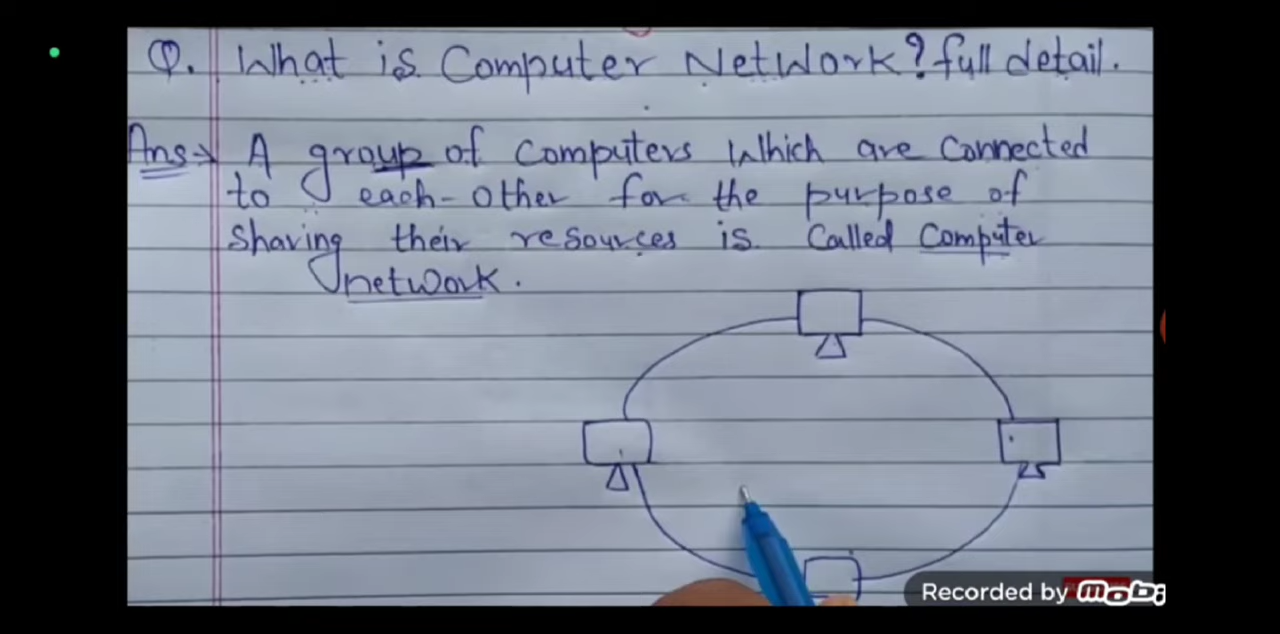 Q. What is Computer Network? full detail.
Ans→ A group of computers which are connected
to each-other for the purpose of
sharing their resources is called computer
network.
Recorded by mobi